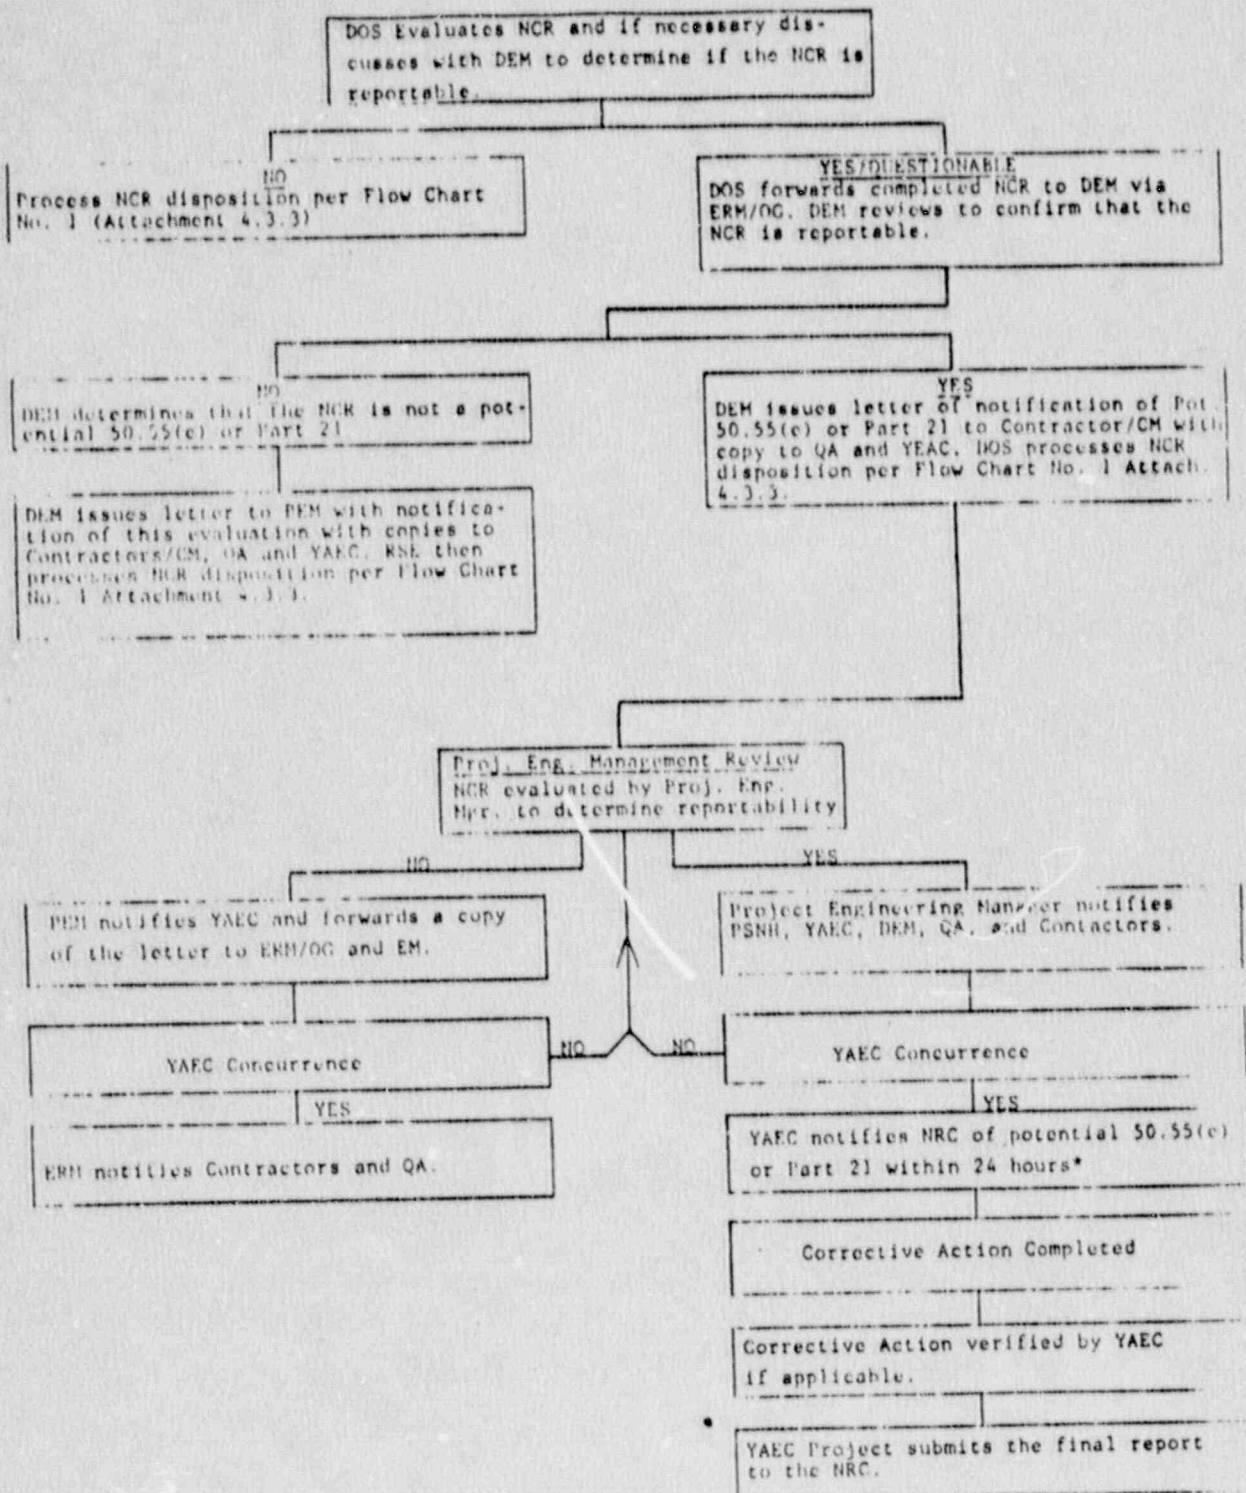 DOS Evaluates NCR and if necessary dis-
cusses with DEM to determine if the NCR is
reportable.
NO
Process NCR disposition per Flow Chart
No. 1 (Attachment 4.3.3)
YES/QUESTIONABLE
DOS forwards completed NCR to DEM via
ERM/OG. DEM reviews to confirm that the
NCR is reportable.
NO
DEM determines that the NCR is not a pot-
ential 50.55(e) or Part 21
YES
DEM issues letter of notification of Pot.
50.55(e) or Part 21 to Contractor/CM with
copy to QA and YEAC. DOS processes NCR
disposition per Flow Chart No. 1 Attach.
4.3.3.
DEM issues letter to PEM with notifica-
tion of this evaluation with copies to
Contractors/CM, QA and YAEC. RSE then
processes NCR disposition per Flow Chart
No. 1 Attachment 4.3.3.
Proj. Eng. Management Review
NCR evaluated by Proj. Eng.
Mgr. to determine reportability
NO
YES
PEM notifies YAEC and forwards a copy
of the letter to ERM/OG and EM.
Project Engineering Manager notifies
PSNH, YAEC, DEM, QA, and Contactors.
YAEC Concurrence
NO
NO
YAEC Concurrence
YES
YES
ERM notifies Contractors and QA.
YAEC notifies NRC of potential 50.55(e)
or Part 21 within 24 hours*
Corrective Action Completed
Corrective Action verified by YAEC
if applicable.
YAEC Project submits the final report
to the NRC.